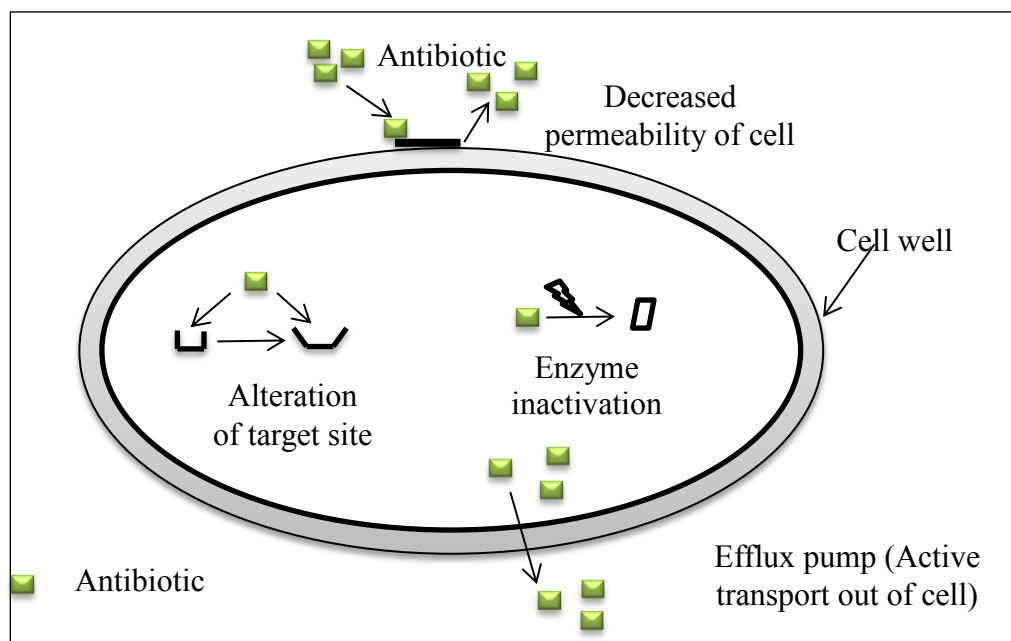 Antibiotic
Decreased
permeability of cell
Cell well
Alteration
of target site
Enzyme
inactivation
Antibiotic
Efflux pump (Active
transport out of cell)